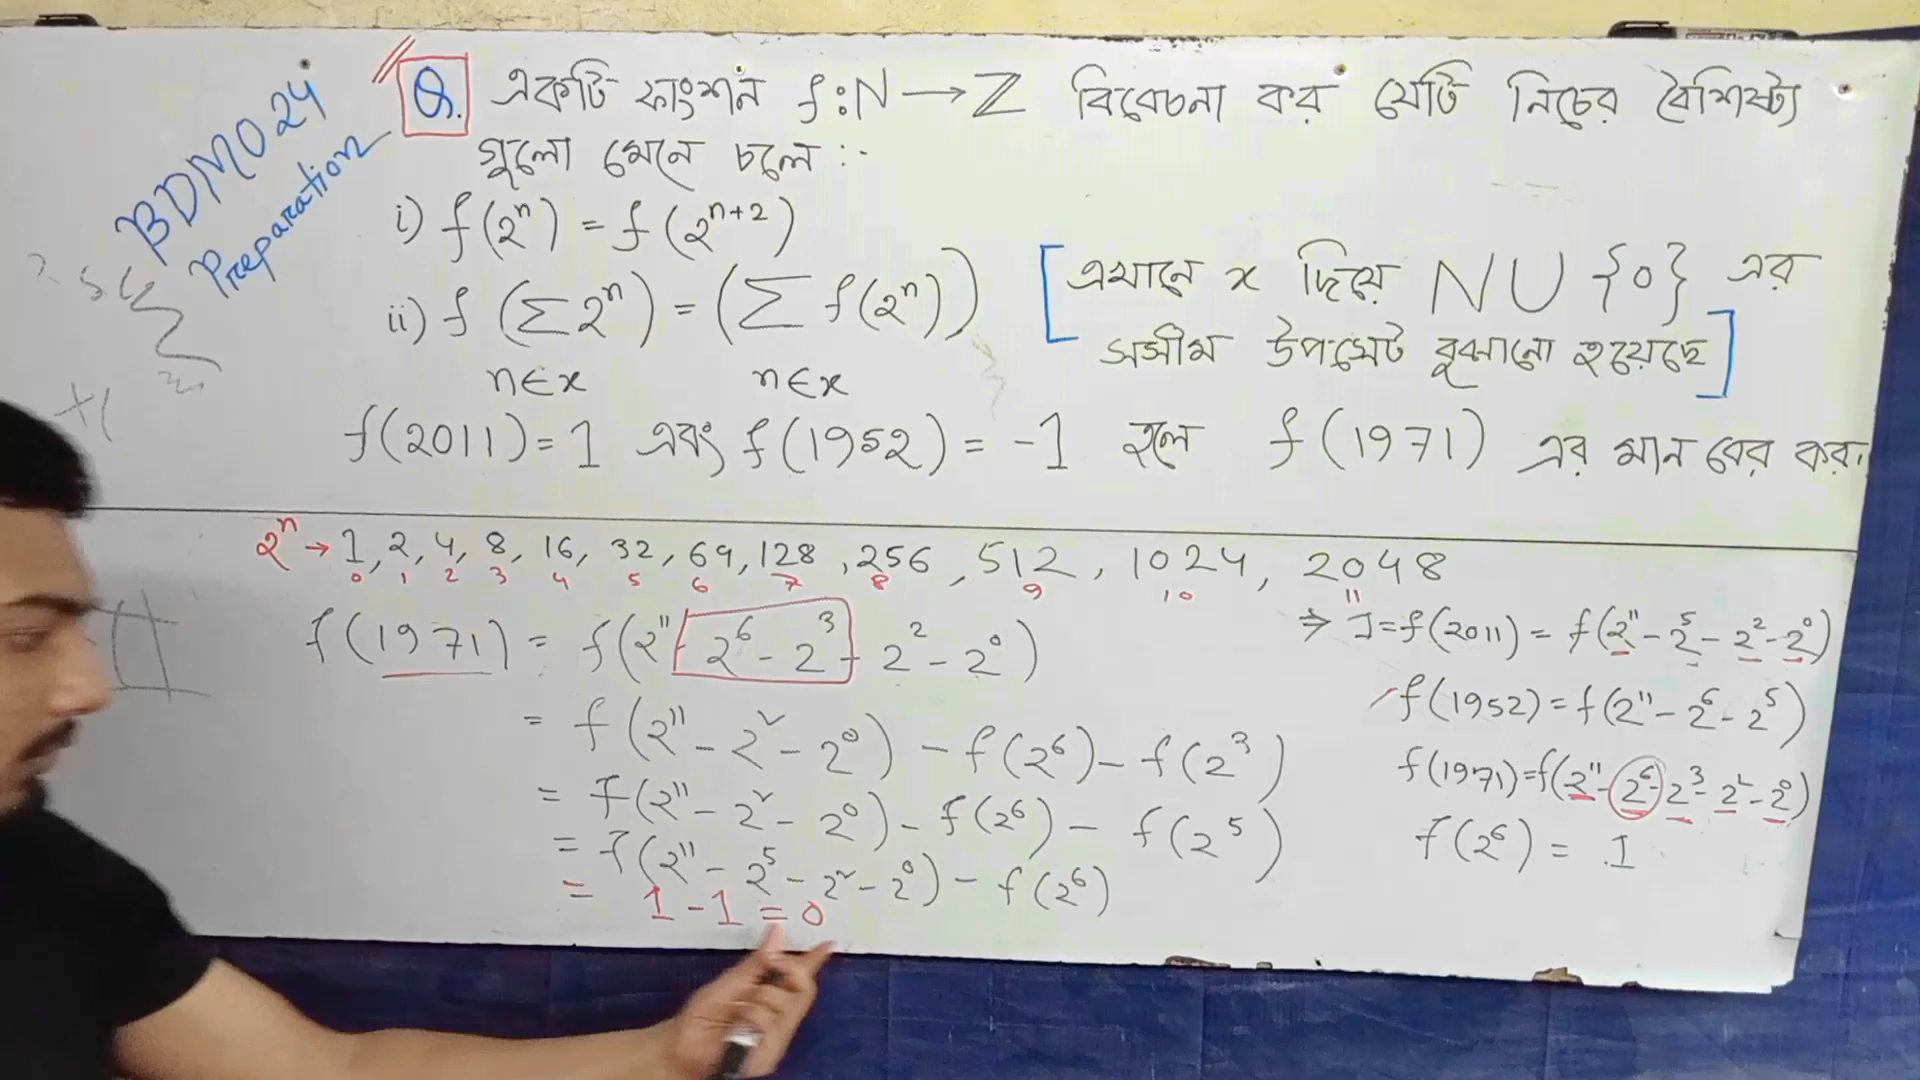 BDMO 24
Preparation
Q. একটি ফাংশন f:N→Z বিবেচনা কর যেটি নিচের বৈশিষ্ট্য
গুলো মেনে চলে :-
i) f(2ⁿ) = f(2ⁿ⁺²)
ii) f(∑2ⁿ) = (∑ f(2ⁿ)) [এখানে x দিয়ে NU{0} এর
n∈x n∈x সসীম উপসেট বুঝানো হয়েছে]
f(2011) = 1 এবং f(1952) = -1 হলে f(1971) এর মান বের কর।
2ⁿ → 1, 2, 4, 8, 16, 32, 64, 128, 256, 512, 1024, 2048
0 1 2 3 4 5 6 7 8 9 10 11
f(1971) = f(2¹¹ - 2⁶ - 2³ - 2² - 2⁰)
= f(2¹¹ - 2² - 2⁰) - f(2⁶) - f(2³)
= f(2¹¹ - 2² - 2⁰) - f(2⁶) - f(2⁵)
= f(2¹¹ - 2⁵ - 2² - 2⁰) - f(2⁶)
= 1 - 1 = 0
⇒ 1 = f(2011) = f(2¹¹ - 2⁵ - 2² - 2⁰)
f(1952) = f(2¹¹ - 2⁶ - 2⁵)
f(1971) = f(2¹¹ - 2⁶ - 2³ - 2² - 2⁰)
f(2⁶) = 1